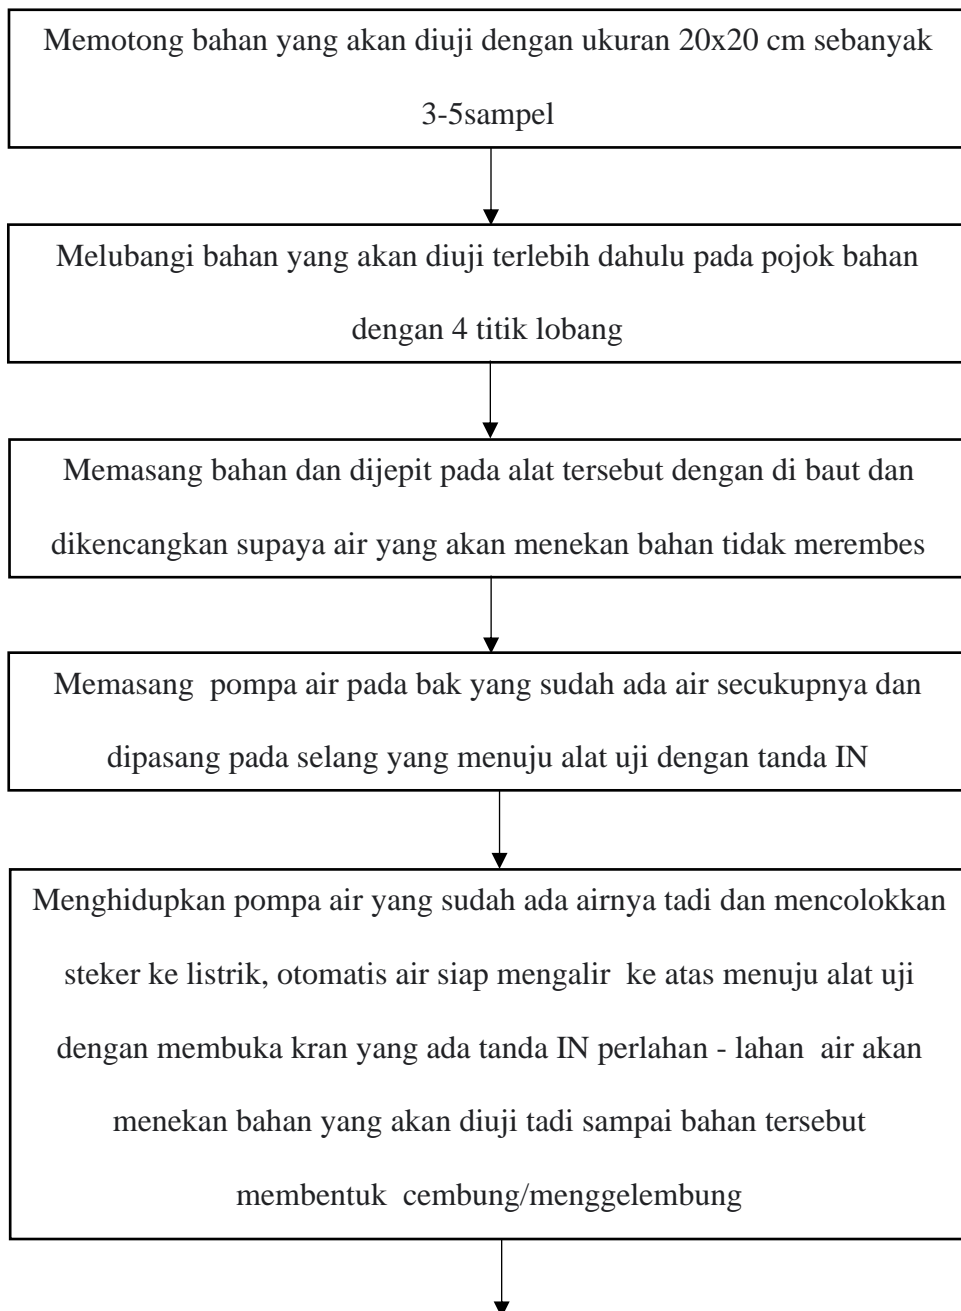 Memotong bahan yang akan diuji dengan ukuran 20x20 cm sebanyak
3-5sampel
Melubangi bahan yang akan diuji terlebih dahulu pada pojok bahan
dengan 4 titik lobang
Memasang bahan dan dijepit pada alat tersebut dengan di baut dan
dikencangkan supaya air yang akan menekan bahan tidak merembes
Memasang  pompa air pada bak yang sudah ada air secukupnya dan
dipasang pada selang yang menuju alat uji dengan tanda IN
Menghidupkan pompa air yang sudah ada airnya tadi dan mencolokkan
steker ke listrik, otomatis air siap mengalir  ke atas menuju alat uji
dengan membuka kran yang ada tanda IN perlahan - lahan  air akan
menekan bahan yang akan diuji tadi sampai bahan tersebut
membentuk  cembung/menggelembung